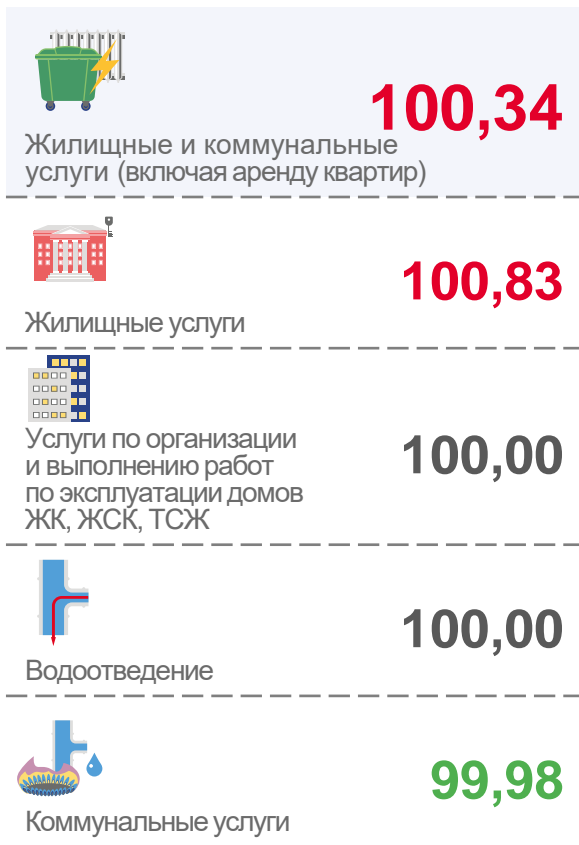 100,34
Жилищные и коммунальные
услуги (включая аренду квартир)
100,83
Жилищные услуги
Услуги по организации
и выполнению работ
по эксплуатации домов
ЖК, ЖСК, ТСЖ
100,00
100,00
Водоотведение
99,98
Коммунальные услуги